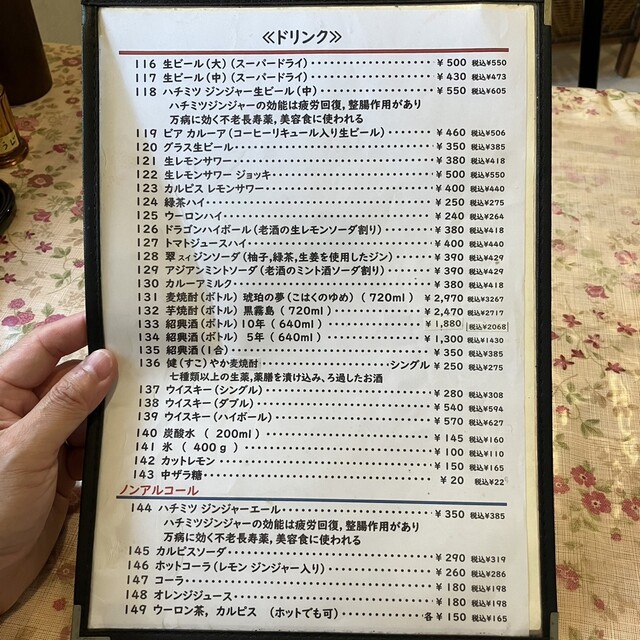 ≪ドリンク≫
116 生ビール(大)(スーパードライ) ¥500 税込¥550
117 生ビール(中)(スーパードライ) ¥430 税込¥473
118 ハチミツ ジンジャー生ビール(中) ¥550 税込¥605
ハチミツジンジャーの効能は疲労回復,整腸作用があり
万病に効く不老長寿薬,美容食に使われる
119 ビア カルーア(コーヒーリキュール入り生ビール) ¥460 税込¥506
120 グラス生ビール ¥350 税込¥385
121 生レモンサワー ¥380 税込¥418
122 生レモンサワー ジョッキ ¥500 税込¥550
123 カルピス レモンサワー ¥400 税込¥440
124 緑茶ハイ ¥250 税込¥275
125 ウーロンハイ ¥240 税込¥264
126 ドラゴンハイボール(老酒の生レモンソーダ割り) ¥380 税込¥418
127 トマトジュースハイ ¥400 税込¥440
128 翠スイジンソーダ(柚子,緑茶,生姜を使用したジン) ¥390 税込¥429
129 アジアンミントソーダ(老酒のミント酒ソーダ割り) ¥390 税込¥429
130 カルーアミルク ¥380 税込¥418
131 麦焼酎(ボトル) 琥珀の夢(こはくのゆめ)(720ml) ¥2,970 税込¥3267
132 芋焼酎(ボトル) 黒霧島(720ml) ¥2,470 税込¥2717
133 紹興酒(ボトル)10年(640ml) ¥1,880 税込¥2068
134 紹興酒(ボトル) 5年(640ml) ¥1,300 税込¥1430
135 紹興酒(1合) ¥350 税込¥385
136 健(すこ)やか麦焼酎 シングル ¥250 税込¥275
七種類以上の生薬,薬膳を漬け込み、ろ過したお酒
137 ウイスキー(シングル) ¥280 税込¥308
138 ウイスキー(ダブル) ¥540 税込¥594
139 ウイスキー(ハイボール) ¥570 税込¥627
140 炭酸水 (200ml) ¥145 税込¥160
141 氷 (400g) ¥100 税込¥110
142 カットレモン ¥150 税込¥165
143 中ザラ糖 ¥20 税込¥22
ノンアルコール
144 ハチミツ ジンジャーエール ¥350 税込¥385
ハチミツジンジャーの効能は疲労回復,整腸作用があり
万病に効く不老長寿薬,美容食に使われる
145 カルピスソーダ ¥290 税込¥319
146 ホットコーラ(レモン ジンジャー入り) ¥260 税込¥286
147 コーラ ¥180 税込¥198
148 オレンジジュース ¥180 税込¥198
149 ウーロン茶,カルピス (ホットでも可) 各¥150 税込¥165